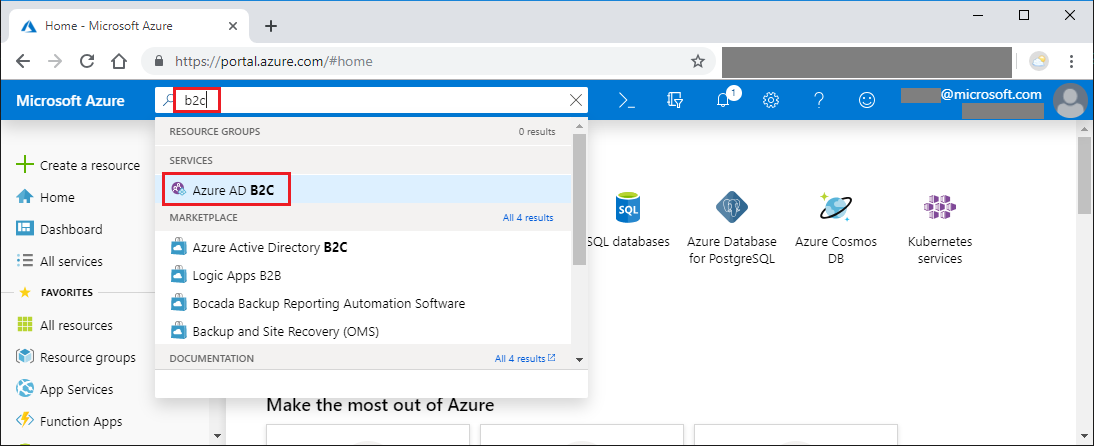 Home - Microsoft Azure
https://portal.azure.com/#home
Microsoft Azure
b2c
1
@microsoft.com
RESOURCE GROUPS
0 results
SERVICES
Azure AD B2C
MARKETPLACE
All 4 results
Azure Active Directory B2C
Logic Apps B2B
Bocada Backup Reporting Automation Software
Backup and Site Recovery (OMS)
DOCUMENTATION
All 4 results
Create a resource
Home
Dashboard
All services
FAVORITES
All resources
Resource groups
App Services
Function Apps
SQL
SQL databases
Azure Database
for PostgreSQL
Azure Cosmos
DB
Kubernetes
services
Make the most out of Azure